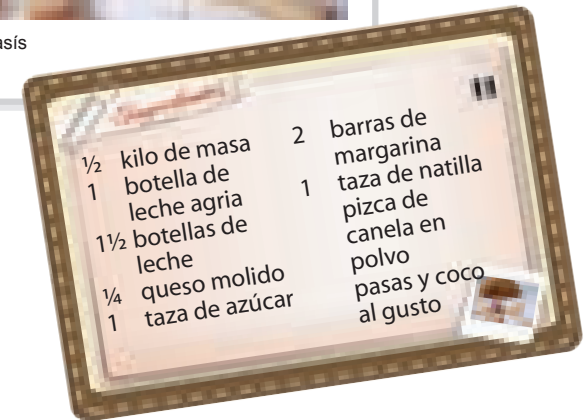 asís
½ kilo de masa
1 botella de
leche agria
1½ botellas de
leche
¼ queso molido
1 taza de azúcar
2 barras de
margarina
1 taza de natilla
pizca de
canela en
polvo
pasas y coco
al gusto